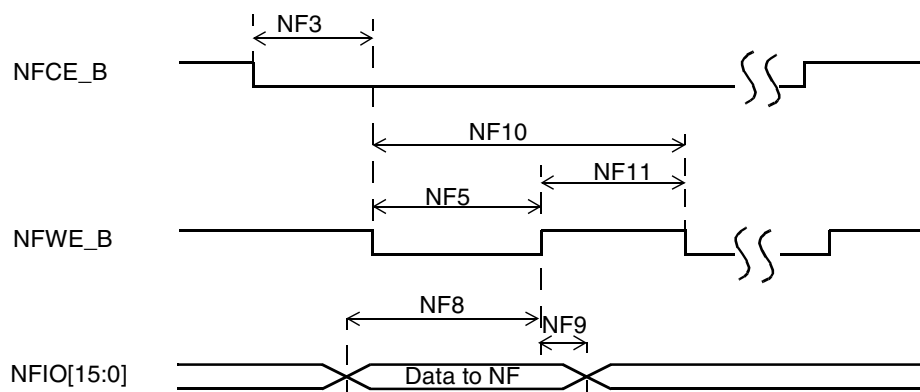 NF3
NFCE_B
NF10
NF11
NF5
NFWE_B
NF8
NF9
NFIO[15:0]
Data to NF